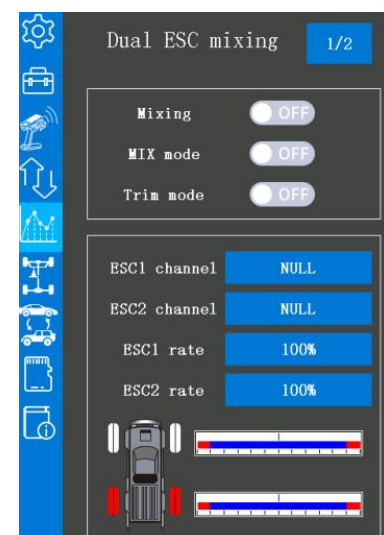 Dual ESC mixing 1/2
Mixing OFF
MIX mode OFF
Trim mode OFF
ESC1 channel NULL
ESC2 channel NULL
ESC1 rate 100%
ESC2 rate 100%